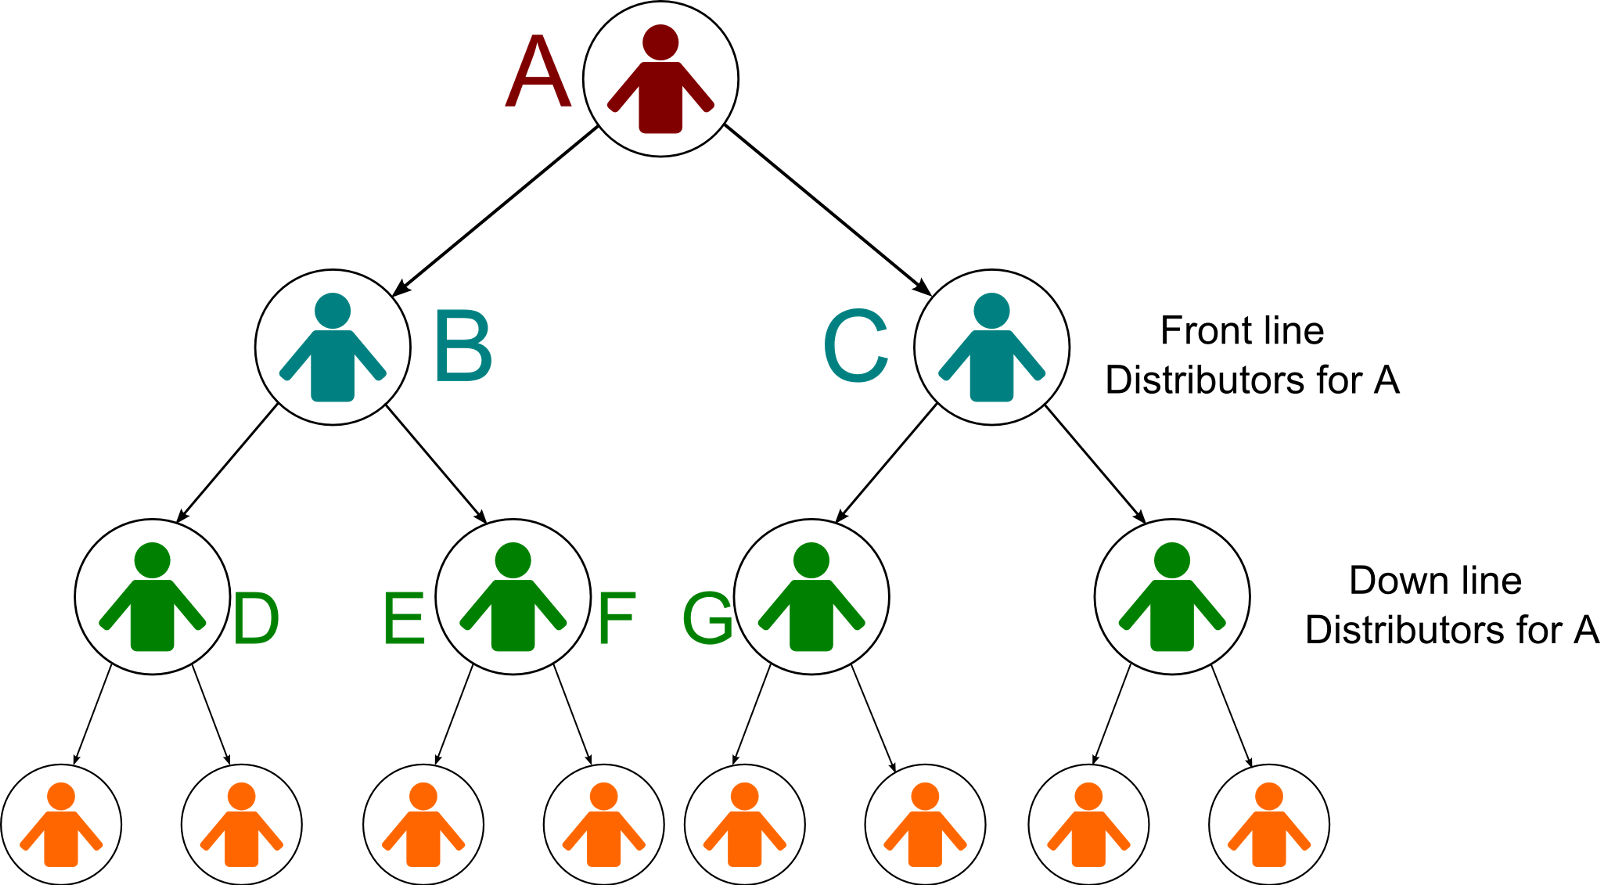 A
B
C
Front line
Distributors for A
D
E
F
G
Down line
Distributors for A